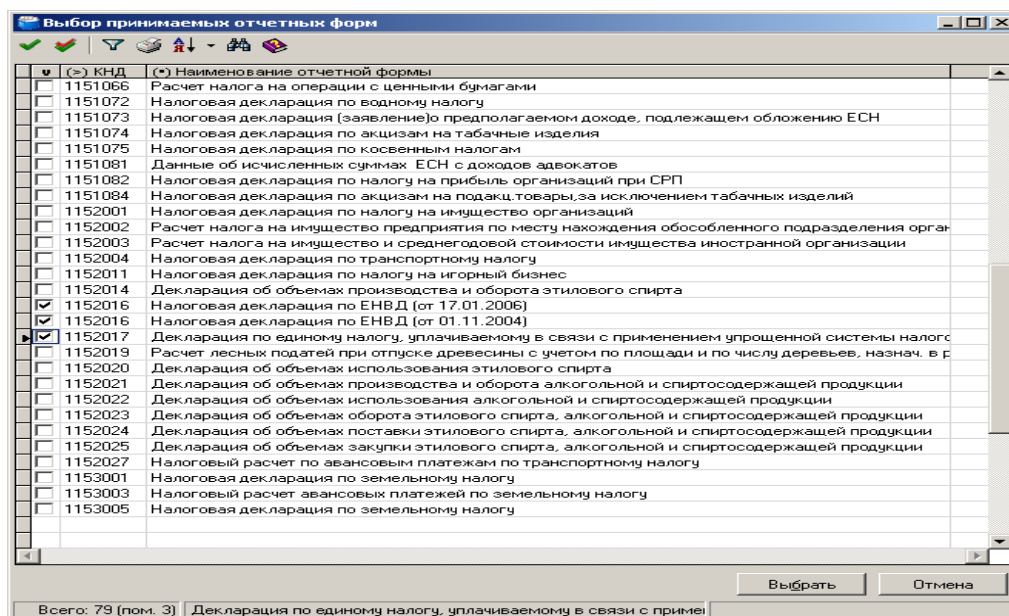 Выбор принимаемых отчетных форм
υ (>) КНД (•) Наименование отчетной формы
1151066 Расчет налога на операции с ценными бумагами
1151072 Налоговая декларация по водному налогу
1151073 Налоговая декларация (заявление)о предполагаемом доходе, подлежащем обложению ЕСН
1151074 Налоговая декларация по акцизам на табачные изделия
1151075 Налоговая декларация по косвенным налогам
1151081 Данные об исчисленных суммах ЕСН с доходов адвокатов
1151082 Налоговая декларация по налогу на прибыль организаций при СРП
1151084 Налоговая декларация по акцизам на подакц.товары,за исключением табачных изделий
1152001 Налоговая декларация по налогу на имущество организаций
1152002 Расчет налога на имущество предприятия по месту нахождения обособленного подразделения орган
1152003 Расчет налога на имущество и среднегодовой стоимости имущества иностранной организации
1152004 Налоговая декларация по транспортному налогу
1152011 Налоговая декларация по налогу на игорный бизнес
1152014 Декларация об объемах производства и оборота этилового спирта
1152016 Налоговая декларация по ЕНВД (от 17.01.2006)
1152016 Налоговая декларация по ЕНВД (от 01.11.2004)
1152017 Декларация по единому налогу, уплачиваемому в связи с применением упрощенной системы налого
1152019 Расчет лесных податей при отпуске древесины с учетом по площади и по числу деревьев, назнач. в р
1152020 Декларация об объемах использования этилового спирта
1152021 Декларация об объемах производства и оборота алкогольной и спиртосодержащей продукции
1152022 Декларация об объемах использования алкогольной и спиртосодержащей продукции
1152023 Декларация об объемах оборота этилового спирта, алкогольной и спиртосодержащей продукции
1152024 Декларация об объемах поставки этилового спирта, алкогольной и спиртосодержащей продукции
1152025 Декларация об объемах закупки этилового спирта, алкогольной и спиртосодержащей продукции
1152027 Налоговый расчет по авансовым платежам по транспортному налогу
1153001 Налоговая декларация по земельному налогу
1153003 Налоговый расчет авансовых платежей по земельному налогу
1153005 Налоговая декларация по земельному налогу
Выбрать Отмена
Всего: 79 (пом. 3) Декларация по единому налогу, уплачиваемому в связи с приме